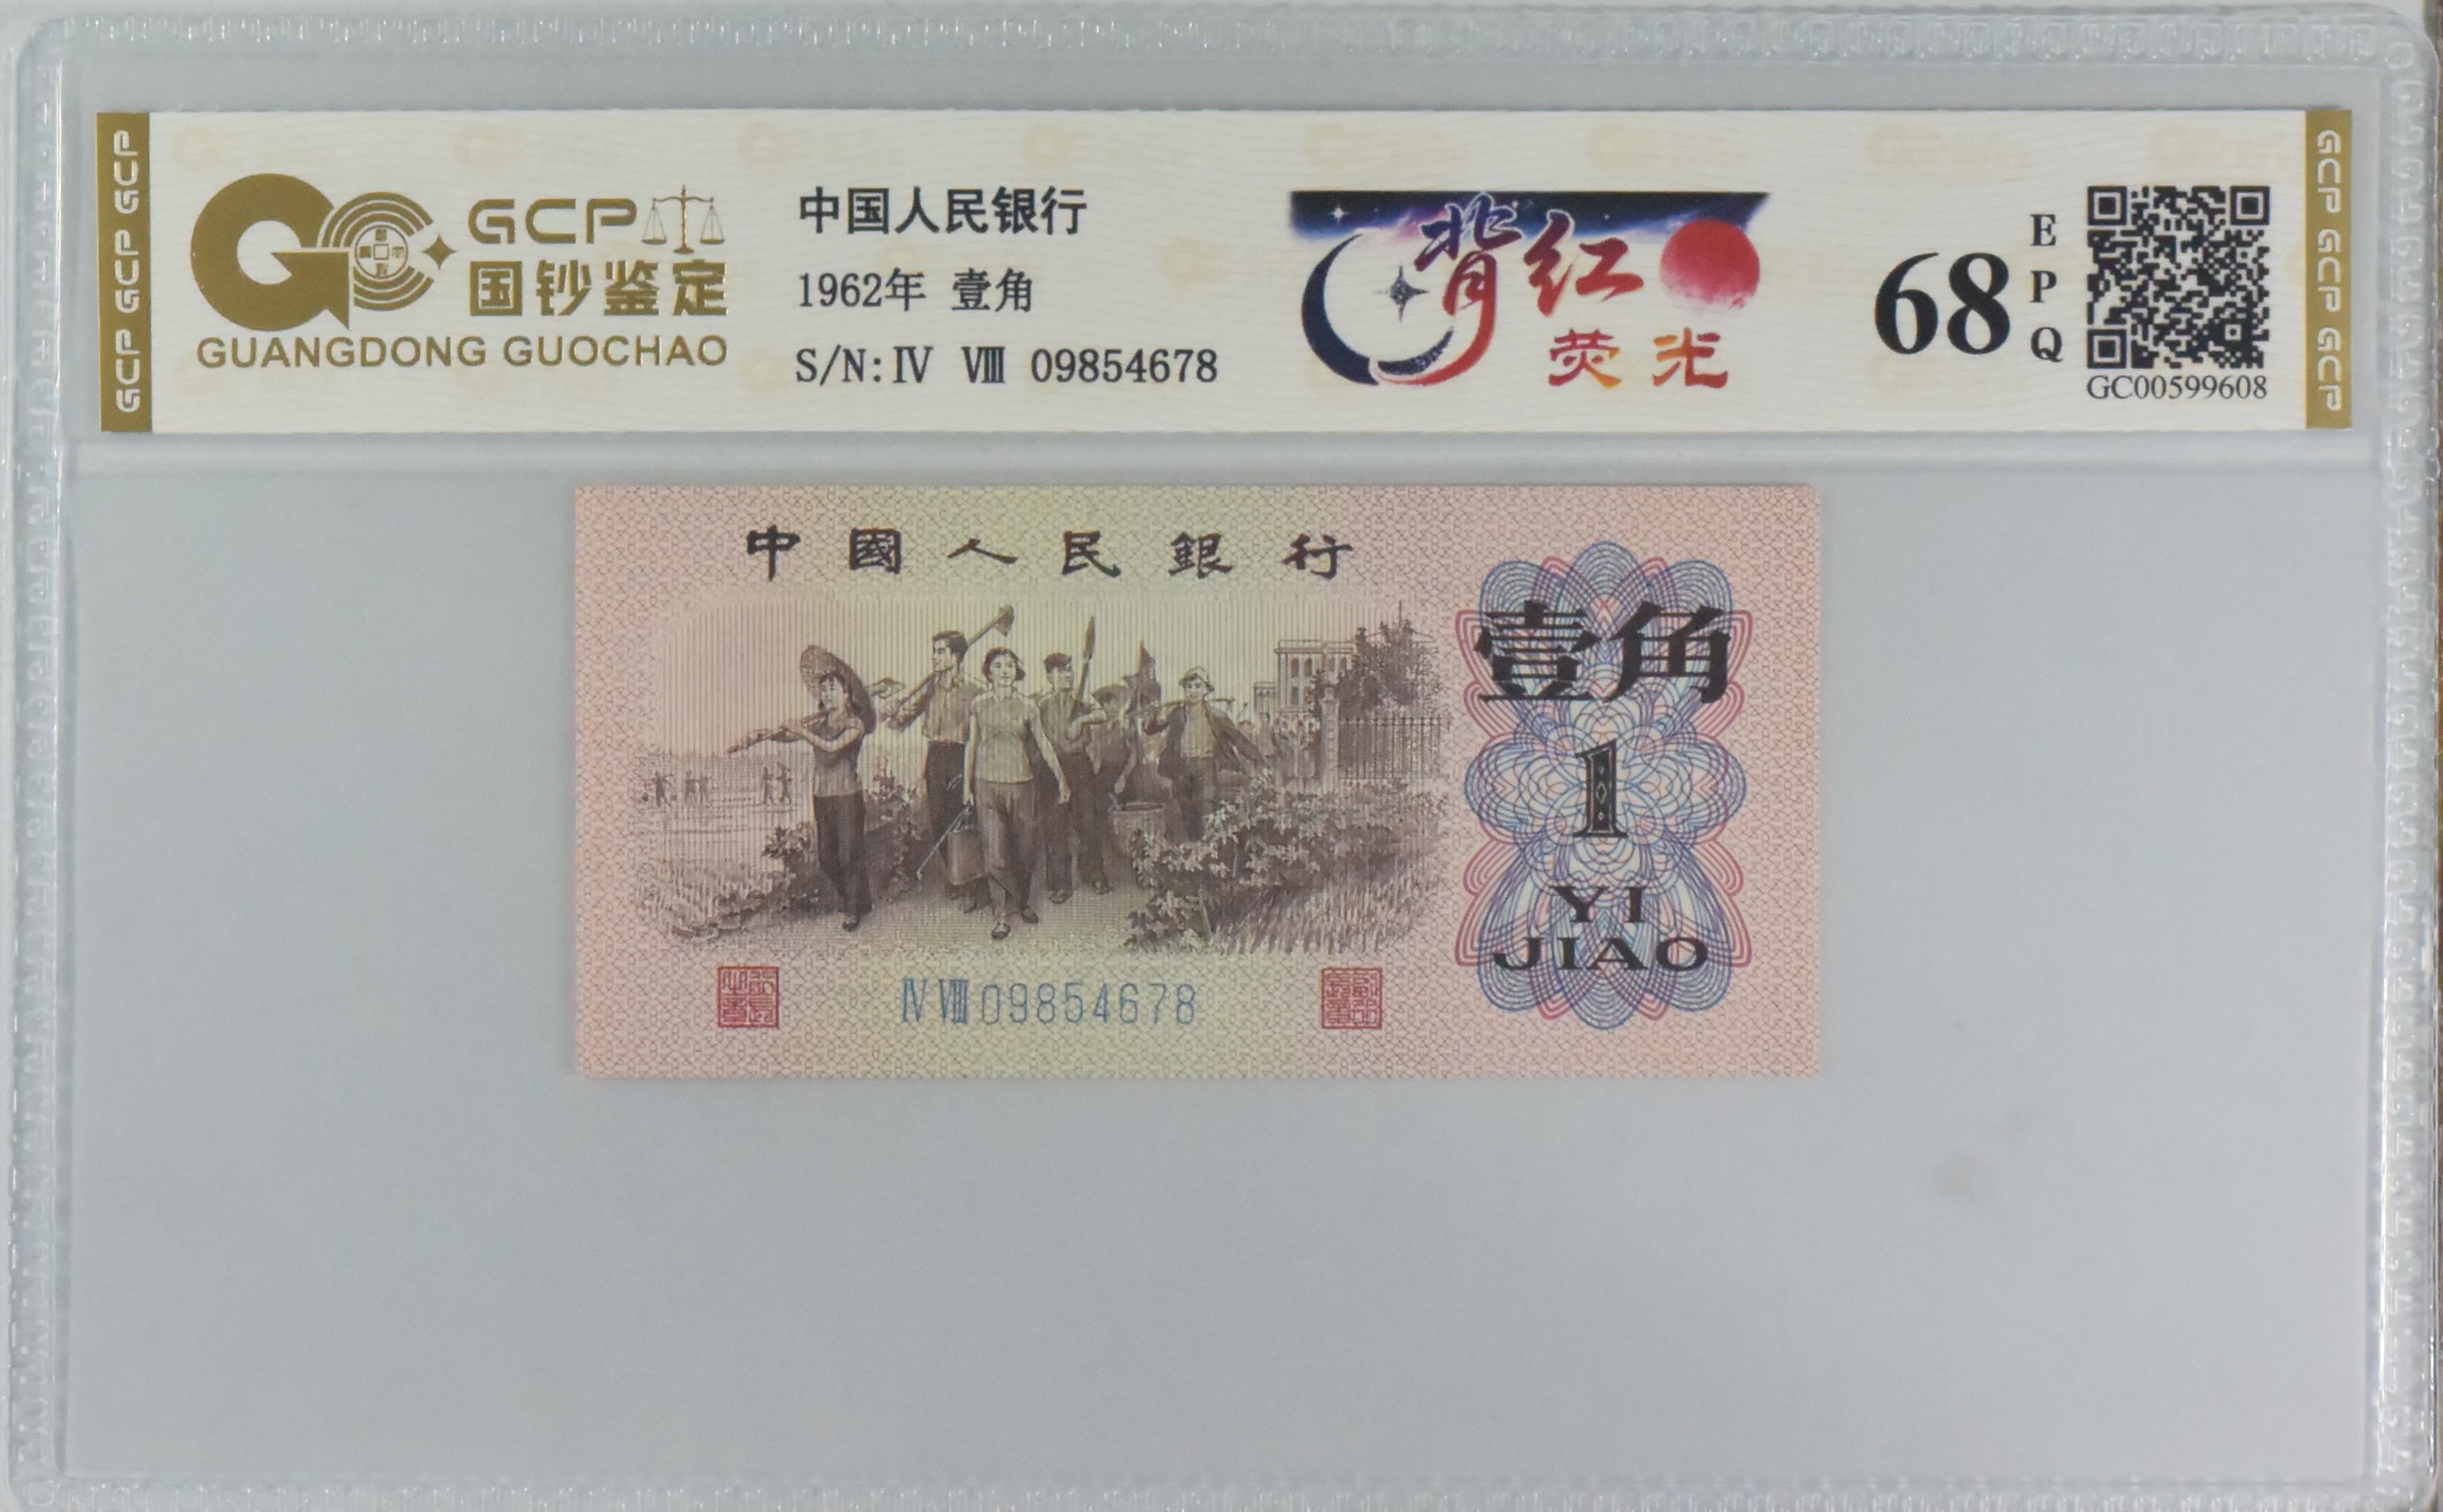 GCP GCP GCP
GCP
国钞鉴定
GUANGDONG GUOCHAO
中国人民银行
1962年 壹角
S/N:Ⅳ Ⅷ 09854678
背红
荧光
68
E
P
Q
GC00599608
GCP GCP GCP
中國人民銀行
壹角
1
YI
JIAO
Ⅳ Ⅷ 09854678